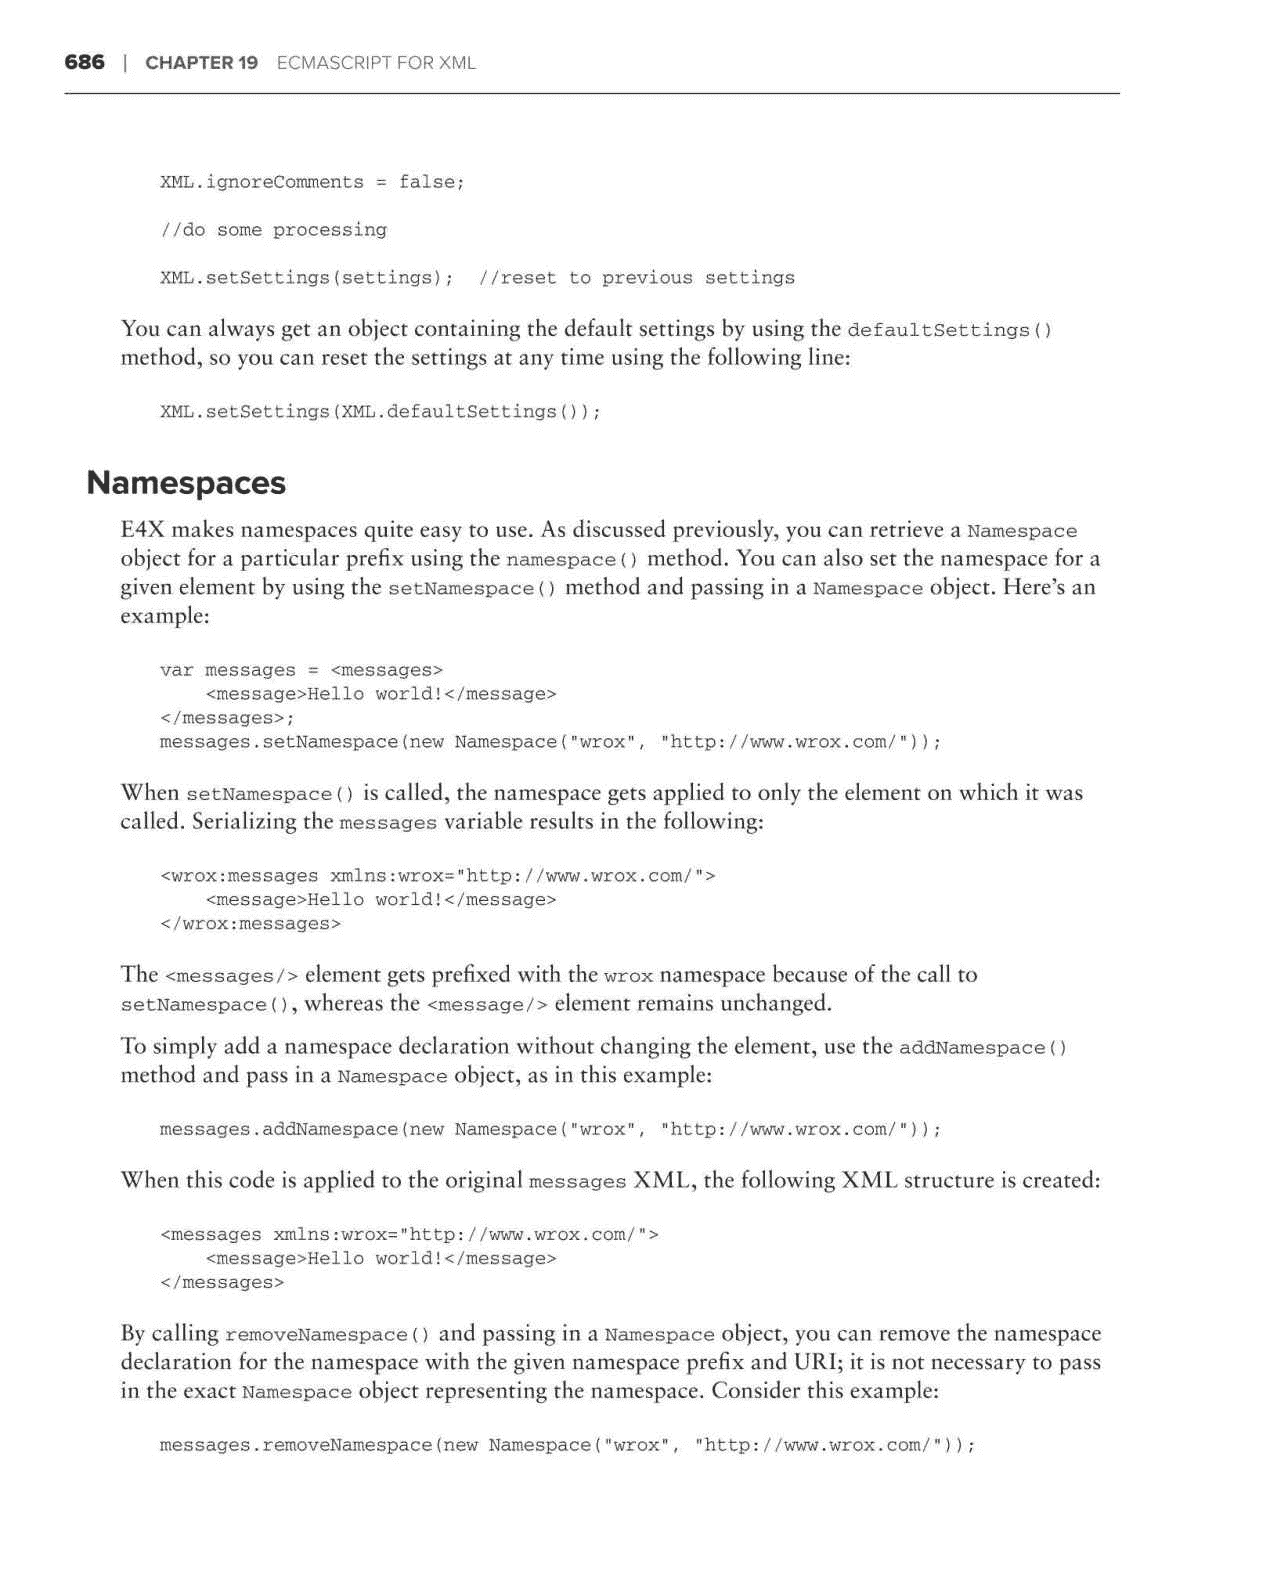 686 | CHAPTER 19 ECMASCRIPT FOR XML
XML.ignoreComments = false;
//do some processing
XML.setSettings(settings);  //reset to previous settings
You can always get an object containing the default settings by using the defaultSettings()
method, so you can reset the settings at any time using the following line:
XML.setSettings(XML.defaultSettings());
Namespaces
E4X makes namespaces quite easy to use. As discussed previously, you can retrieve a Namespace
object for a particular prefix using the namespace() method. You can also set the namespace for a
given element by using the setNamespace() method and passing in a Namespace object. Here’s an
example:
var messages = <messages>
    <message>Hello world!</message>
</messages>;
messages.setNamespace(new Namespace("wrox", "http://www.wrox.com/"));
When setNamespace() is called, the namespace gets applied to only the element on which it was
called. Serializing the messages variable results in the following:
<wrox:messages xmlns:wrox="http://www.wrox.com/">
    <message>Hello world!</message>
</wrox:messages>
The <messages/> element gets prefixed with the wrox namespace because of the call to
setNamespace(), whereas the <message/> element remains unchanged.
To simply add a namespace declaration without changing the element, use the addNamespace()
method and pass in a Namespace object, as in this example:
messages.addNamespace(new Namespace("wrox", "http://www.wrox.com/"));
When this code is applied to the original messages XML, the following XML structure is created:
<messages xmlns:wrox="http://www.wrox.com/">
    <message>Hello world!</message>
</messages>
By calling removeNamespace() and passing in a Namespace object, you can remove the namespace
declaration for the namespace with the given namespace prefix and URI; it is not necessary to pass
in the exact Namespace object representing the namespace. Consider this example:
messages.removeNamespace(new Namespace("wrox", "http://www.wrox.com/"));